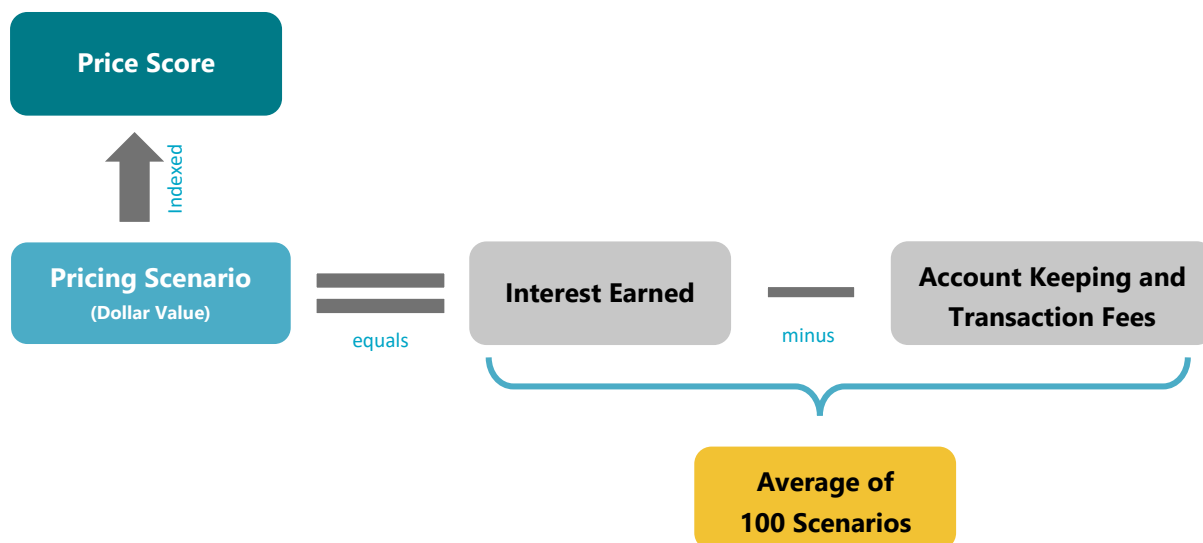 Price Score
Indexed
Pricing Scenario
(Dollar Value)
equals
Interest Earned
minus
Account Keeping and
Transaction Fees
Average of
100 Scenarios